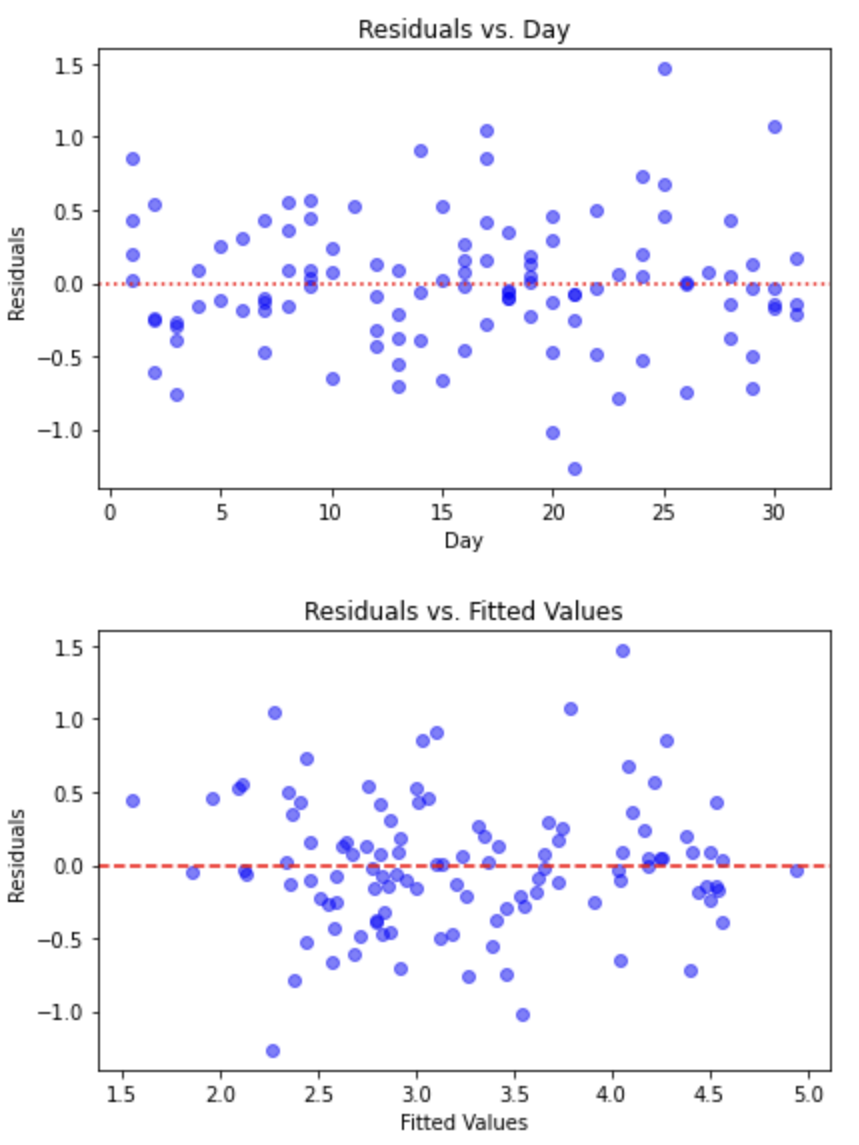 Residuals vs. Day
1.5
1.0
0.5
0.0
−0.5
−1.0
Residuals
0 5 10 15 20 25 30
Day
Residuals vs. Fitted Values
1.5
1.0
0.5
0.0
−0.5
−1.0
Residuals
1.5 2.0 2.5 3.0 3.5 4.0 4.5 5.0
Fitted Values